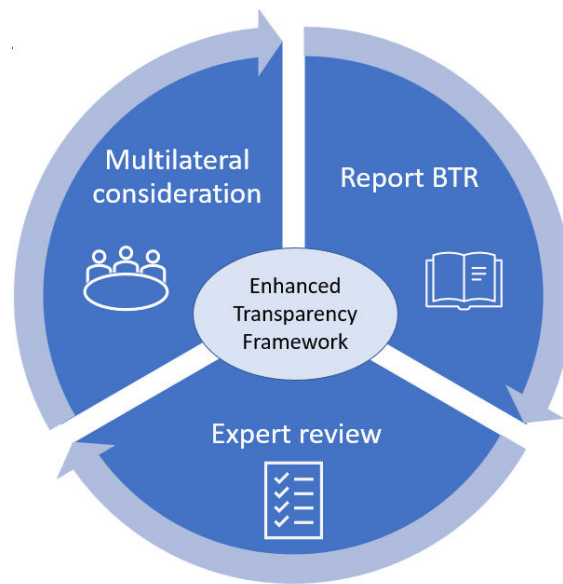 Multilateral
consideration
Report BTR
Enhanced
Transparency
Framework
Expert review